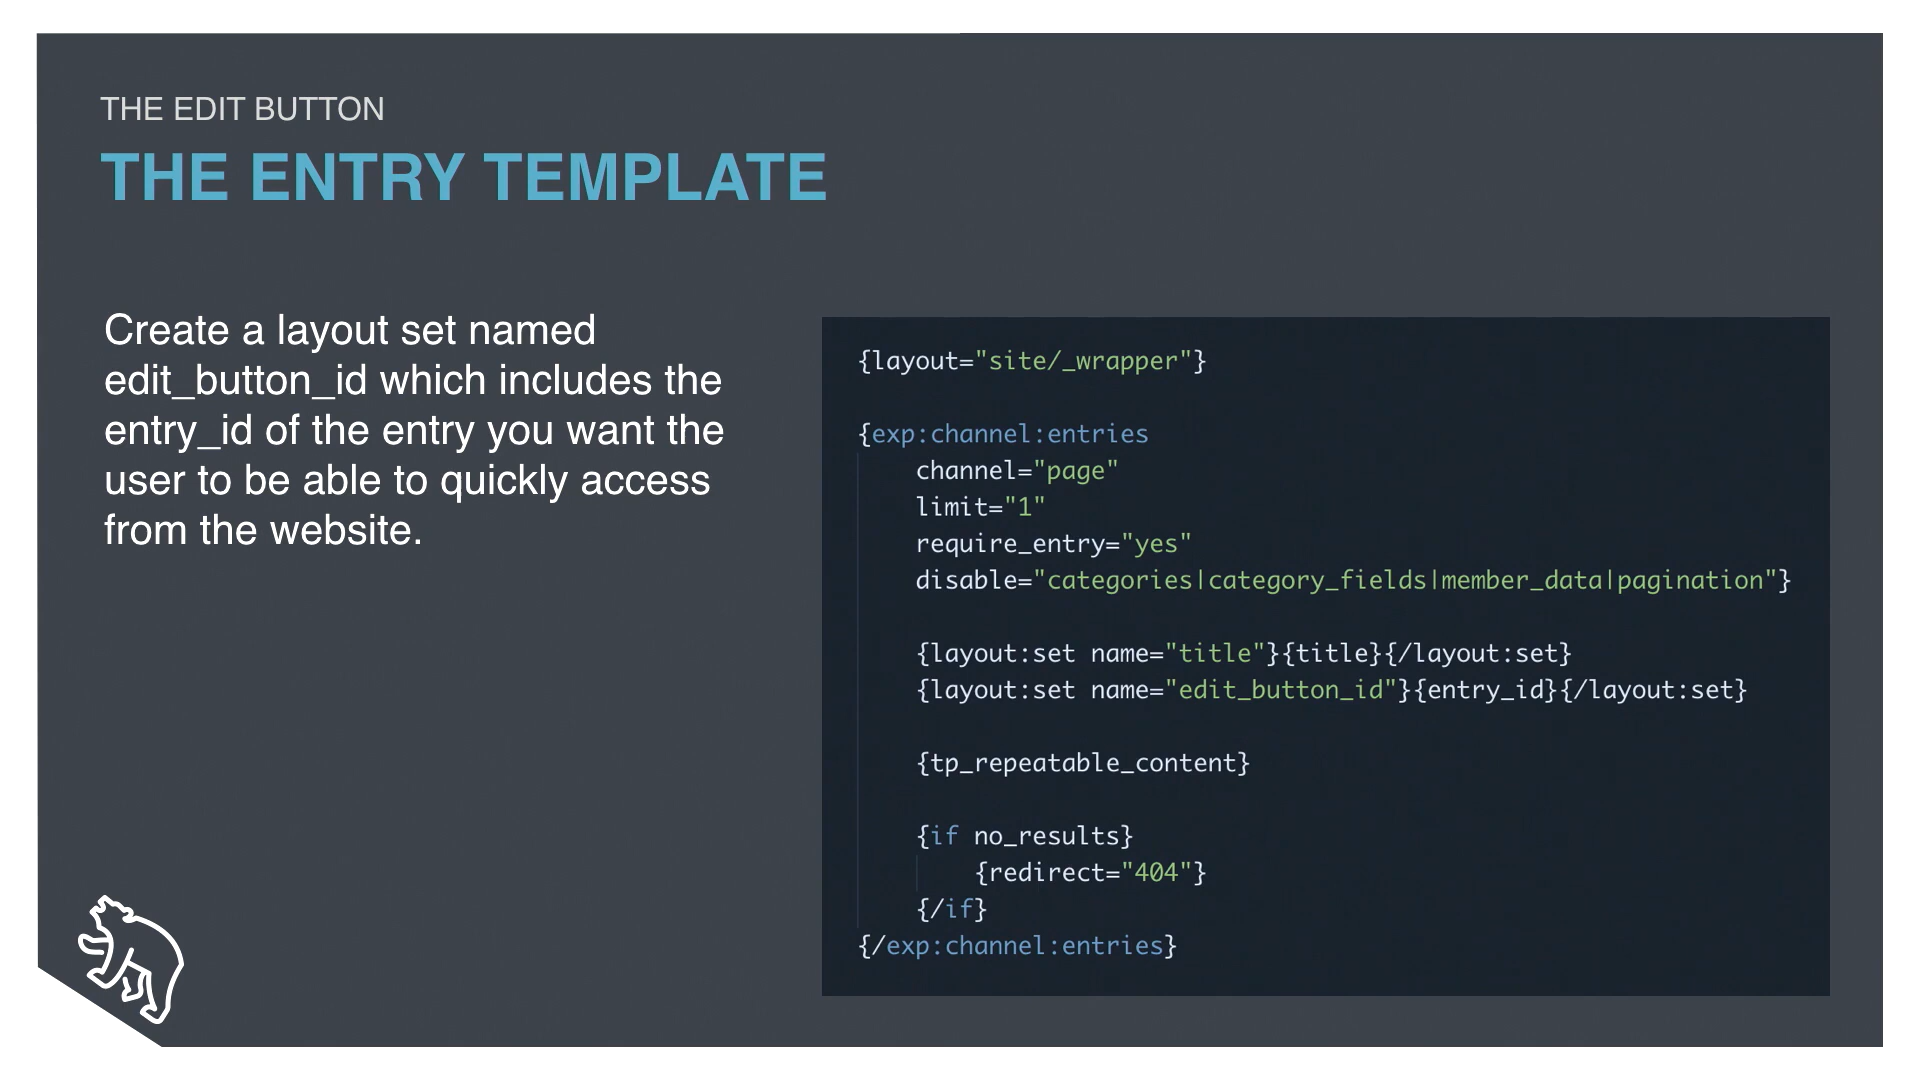 THE EDIT BUTTON
THE ENTRY TEMPLATE
Create a layout set named
edit_button_id which includes the
entry_id of the entry you want the
user to be able to quickly access
from the website.
{layout="site/_wrapper"}
{exp:channel:entries
channel="page"
limit="1"
require_entry="yes"
disable="categories|category_fields|member_data|pagination"}
{layout:set name="title"}{title}{/layout:set}
{layout:set name="edit_button_id"}{entry_id}{/layout:set}
{tp_repeatable_content}
{if no_results}
{redirect="404"}
{/if}
{/exp:channel:entries}